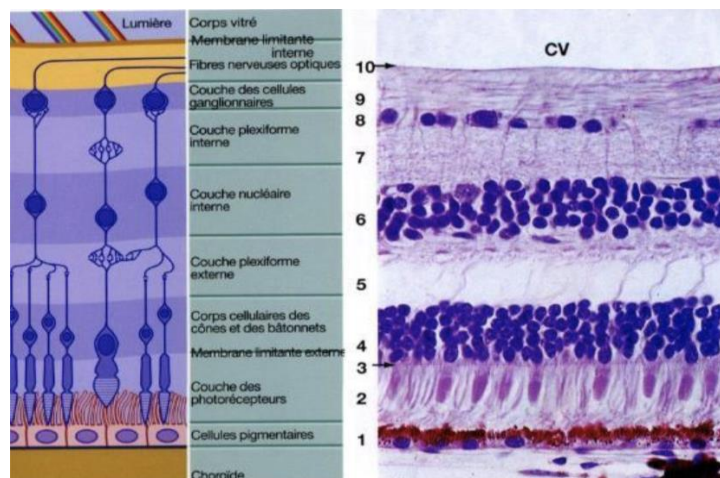 Lumière
Corps vitré
Membrane limitante
interne
Fibres nerveuses optiques
Couche des cellules
ganglionnaires
Couche plexiforme
interne
Couche nucléaire
interne
Couche plexiforme
externe
Corps cellulaires des
cônes et des bâtonnets
Membrane limitante externe
Couche des
photorécepteurs
Cellules pigmentaires
Choroïde
CV
10
9
8
7
6
5
4
3
2
1